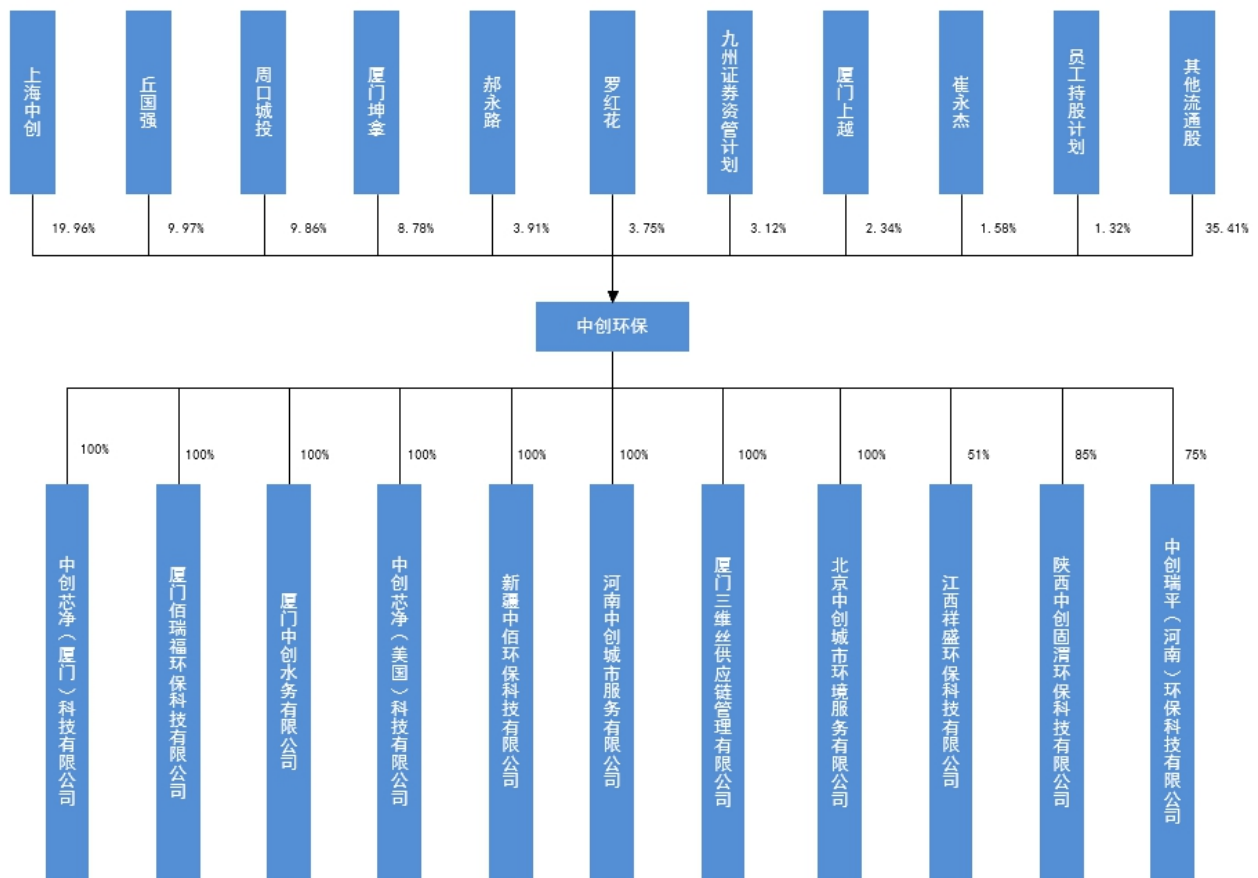 上海中创
丘国强
周口城投
厦门坤拿
郝永路
罗红花
九州证券资管计划
厦门上越
崔永杰
员工持股计划
其他流通股
19.96%
9.97%
9.86%
8.78%
3.91%
3.75%
3.12%
2.34%
1.58%
1.32%
35.41%
中创环保
100%
100%
100%
100%
100%
100%
100%
100%
51%
85%
75%
中创芯净（厦门）科技有限公司
厦门佰瑞福环保科技有限公司
厦门中创水务有限公司
中创芯净（美国）科技有限公司
新疆中佰环保科技有限公司
河南中创城市服务有限公司
厦门三维丝供应链管理有限公司
北京中创城市环境服务有限公司
江西祥盛环保科技有限公司
陕西中创固渭环保科技有限公司
中创瑞平（河南）环保科技有限公司